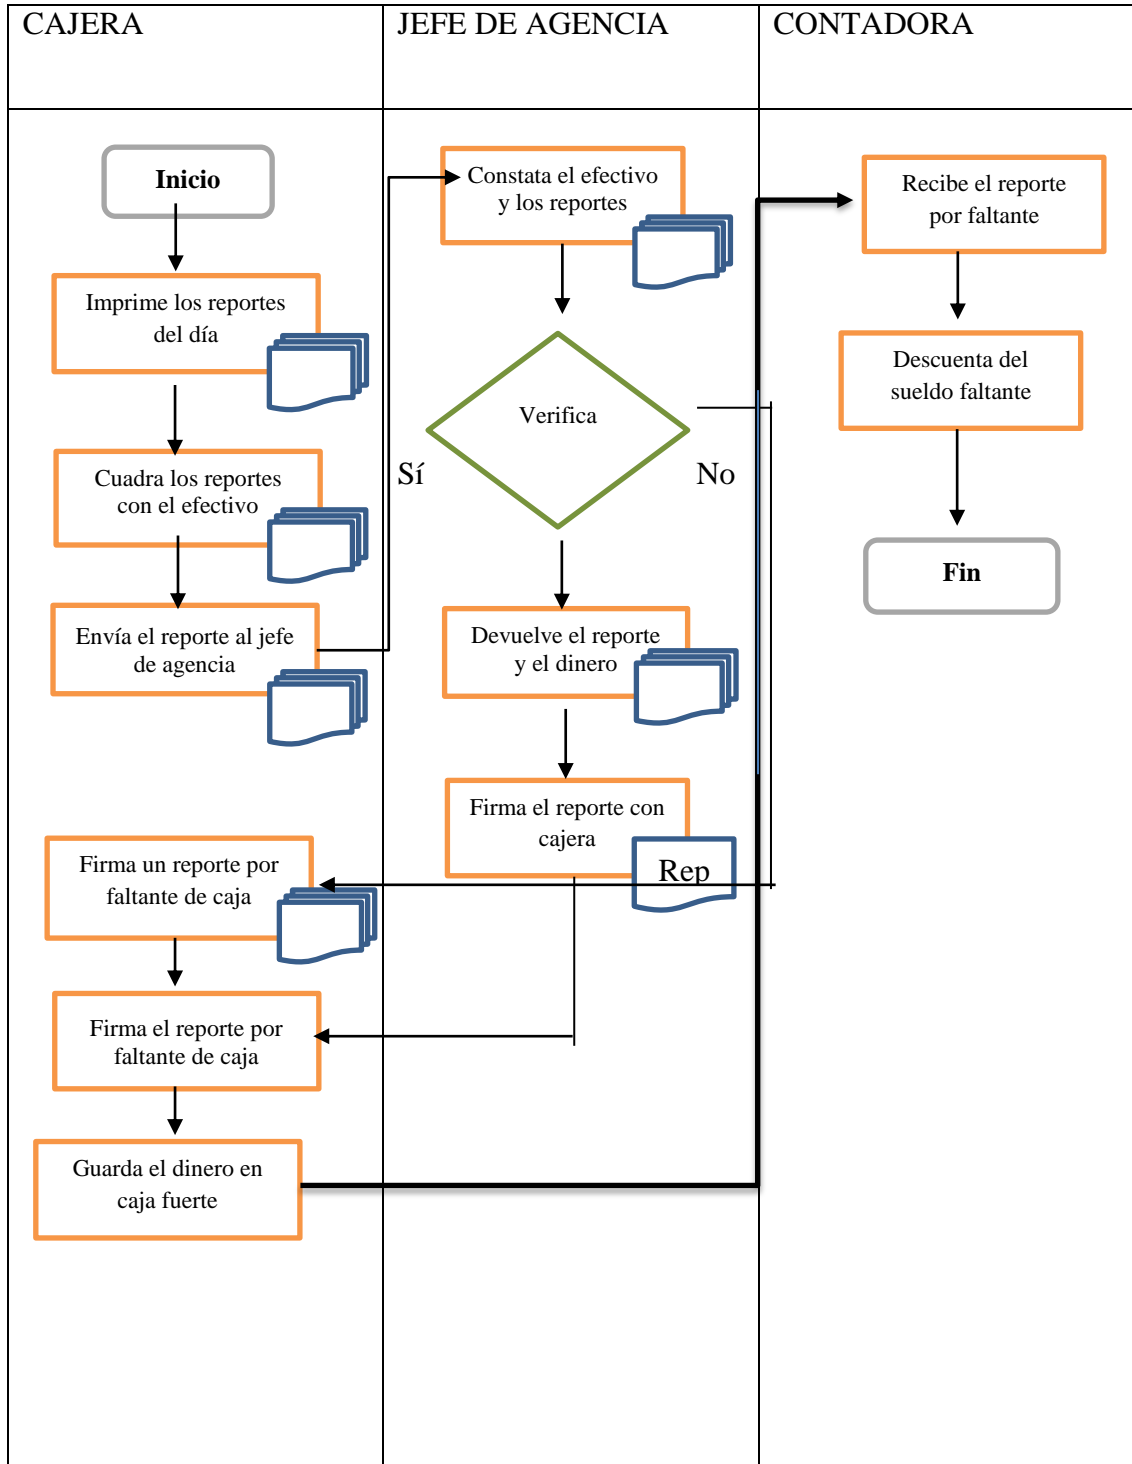 CAJERA
JEFE DE AGENCIA
CONTADORA
Inicio
Imprime los reportes
del día
Cuadra los reportes
con el efectivo
Envía el reporte al jefe
de agencia
Firma un reporte por
faltante de caja
Firma el reporte por
faltante de caja
Guarda el dinero en
caja fuerte
Constata el efectivo
y los reportes
Verifica
Sí
No
Devuelve el reporte
y el dinero
Firma el reporte con
cajera
Rep
Recibe el reporte
por faltante
Descuenta del
sueldo faltante
Fin